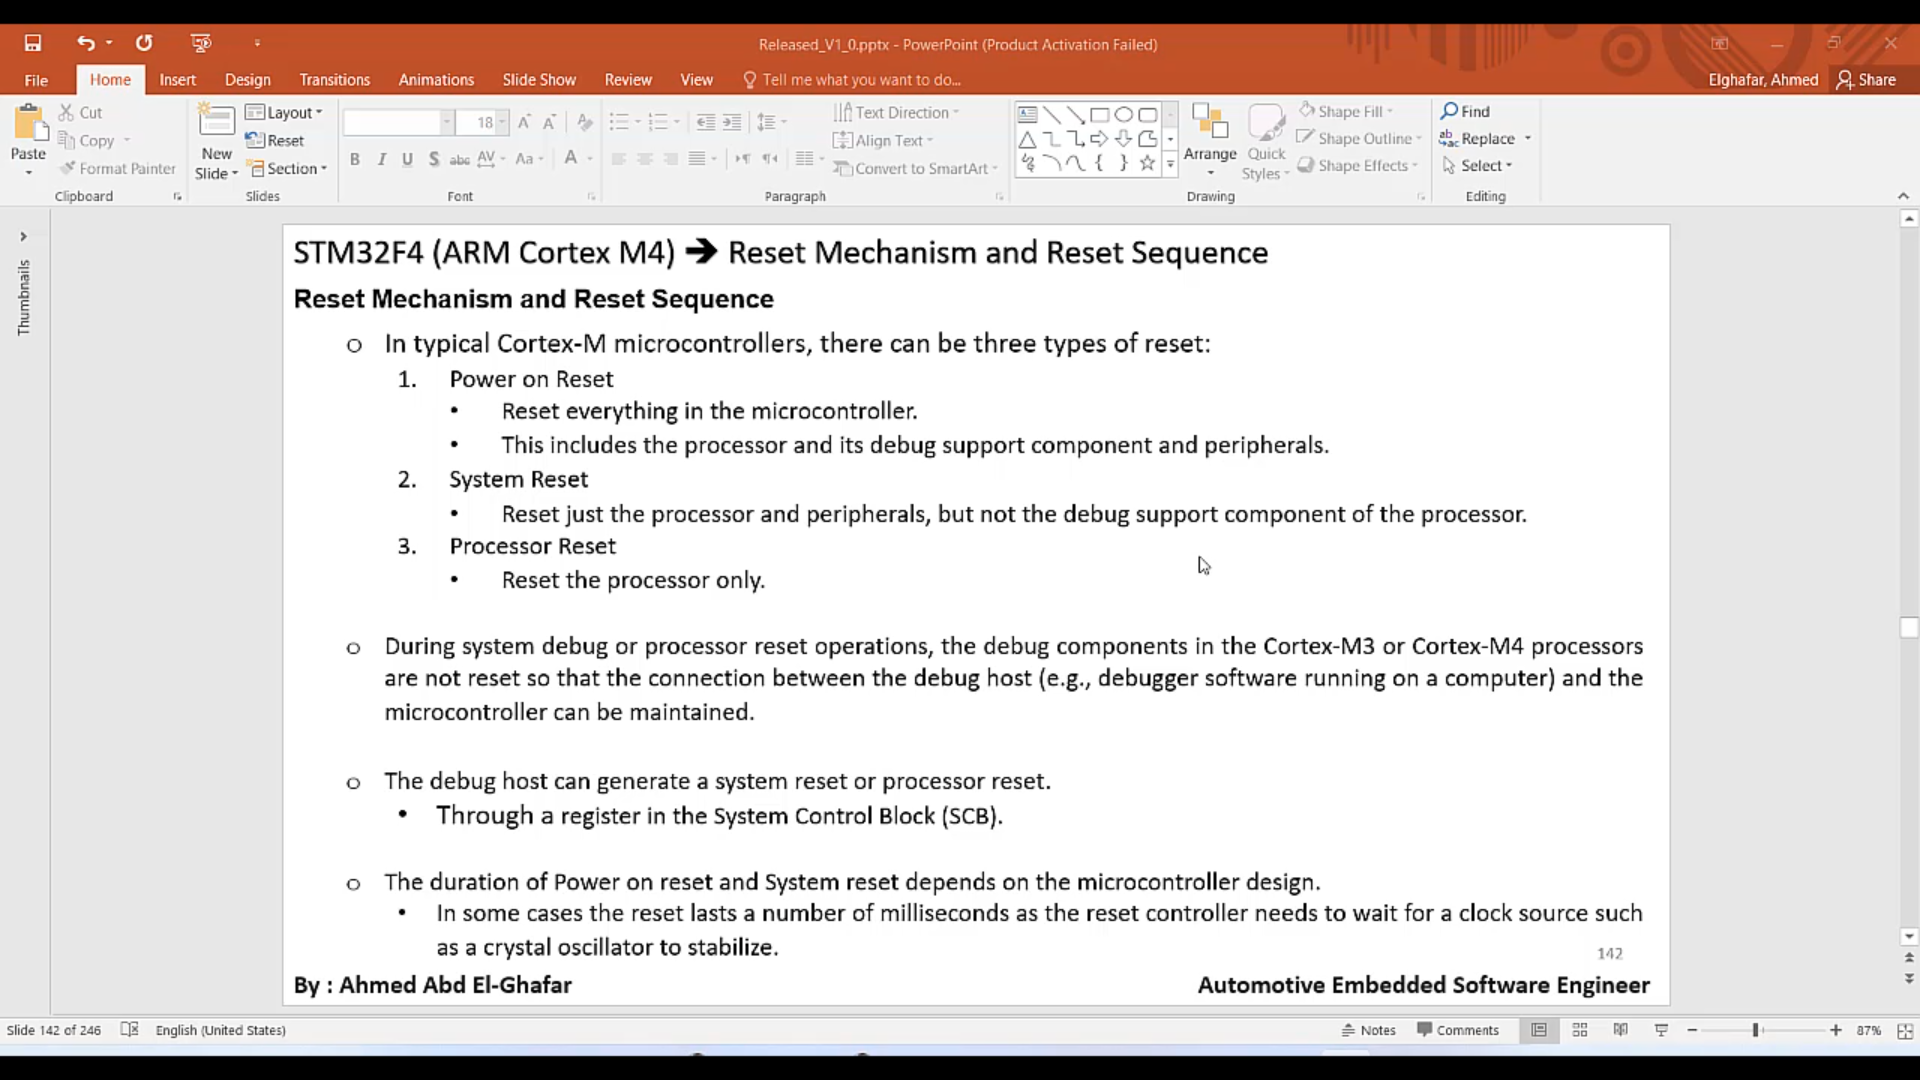 Released_V1_0.pptx - PowerPoint (Product Activation Failed)
File Home Insert Design Transitions Animations Slide Show Review View Tell me what you want to do... Elghafar, Ahmed Share
Paste
Cut
Copy
Format Painter
Clipboard
New
Slide
Layout
Reset
Section
Slides
18
B I U S abc AV Aa A
Font
Text Direction
Align Text
Convert to SmartArt
Paragraph
Arrange
Quick
Styles
Shape Fill
Shape Outline
Shape Effects
Drawing
Find
Replace
Select
Editing
Thumbnails
STM32F4 (ARM Cortex M4) ➔ Reset Mechanism and Reset Sequence
Reset Mechanism and Reset Sequence
o In typical Cortex-M microcontrollers, there can be three types of reset:
1. Power on Reset
• Reset everything in the microcontroller.
• This includes the processor and its debug support component and peripherals.
2. System Reset
• Reset just the processor and peripherals, but not the debug support component of the processor.
3. Processor Reset
• Reset the processor only.
o During system debug or processor reset operations, the debug components in the Cortex-M3 or Cortex-M4 processors
are not reset so that the connection between the debug host (e.g., debugger software running on a computer) and the
microcontroller can be maintained.
o The debug host can generate a system reset or processor reset.
• Through a register in the System Control Block (SCB).
o The duration of Power on reset and System reset depends on the microcontroller design.
• In some cases the reset lasts a number of milliseconds as the reset controller needs to wait for a clock source such
as a crystal oscillator to stabilize.
142
By : Ahmed Abd El-Ghafar Automotive Embedded Software Engineer
Slide 142 of 246 English (United States) Notes Comments 87%